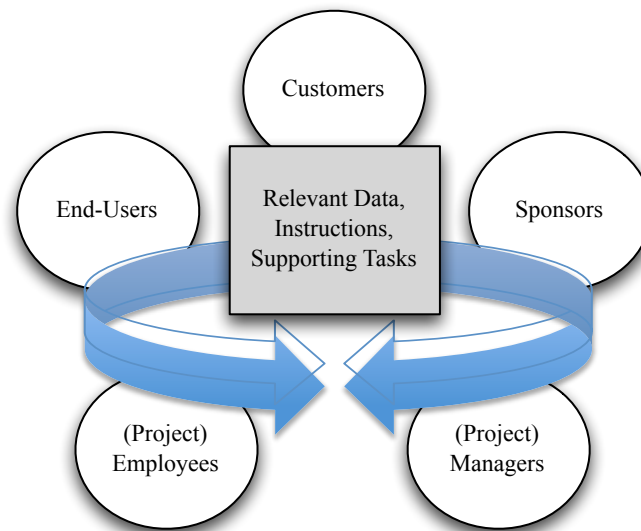 Customers
End-Users
Relevant Data,
Instructions,
Supporting Tasks
Sponsors
(Project)
Employees
(Project)
Managers